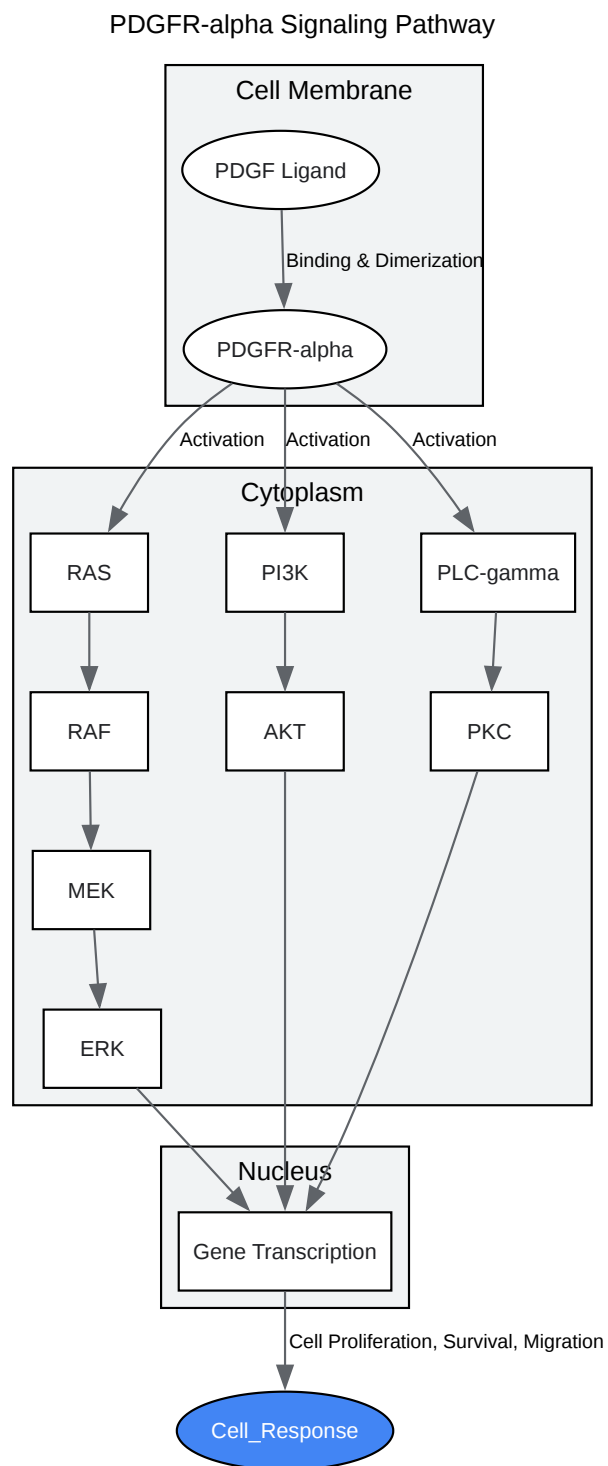 PDGFR-alpha Signaling Pathway
Cell Membrane
PDGF Ligand
Binding & Dimerization
PDGFR-alpha
Activation
Activation
Activation
Cytoplasm
RAS
PI3K
PLC-gamma
RAF
AKT
PKC
MEK
ERK
Nucleus
Gene Transcription
Cell Proliferation, Survival, Migration
Cell_Response